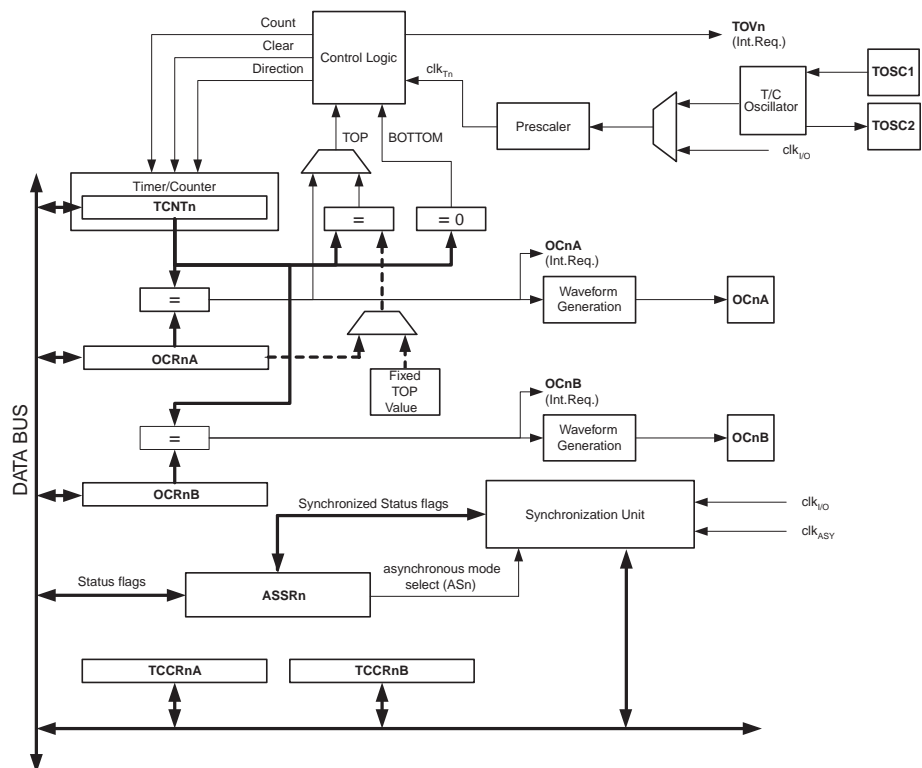 Count
Clear
Direction
Control Logic
clkTn
TOVn
(Int.Req.)
TOSC1
T/C
Oscillator
TOSC2
Prescaler
clkI/O
TOP
BOTTOM
Timer/Counter
TCNTn
=
= 0
=
OCnA
(Int.Req.)
Waveform
Generation
OCnA
OCRnA
Fixed
TOP
Value
OCnB
(Int.Req.)
=
Waveform
Generation
OCnB
OCRnB
DATA BUS
Synchronized Status flags
Synchronization Unit
clkI/O
clkASY
Status flags
ASSRn
asynchronous mode
select (ASn)
TCCRnA
TCCRnB